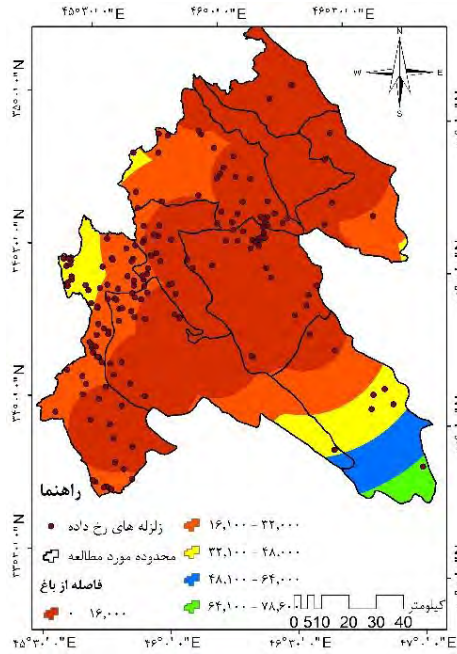 ۴۵°۳۰'۰"E ۴۶°۰'۰"E ۴۶°۳۰'۰"E
N
W E
S
۳۵°۰'۰"N
۳۴°۳۰'۰"N
۳۴°۰'۰"N
۳۳°۳۰'۰"N
راهنما
زلزله های رخ داده
محدوده مورد مطالعه
فاصله از باغ
۰ - ۱۶,۰۰۰
۱۶,۱۰۰ - ۳۲,۰۰۰
۳۲,۱۰۰ - ۴۸,۰۰۰
۴۸,۱۰۰ - ۶۴,۰۰۰
۶۴,۱۰۰ - ۷۸,۶۰۰
کیلومتر
0 5 10 20 30 40
۴۵°۳۰'۰"E ۴۶°۰'۰"E ۴۶°۳۰'۰"E ۴۷°۰'۰"E